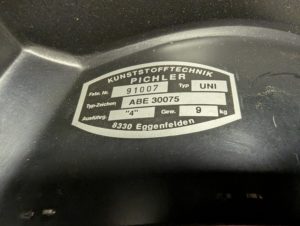 KUNSTSTOFFTECHNIK
PICHLER
Fabr. Nr. 91007 Typ UNI
Typ-Zeichen ABE 30075
Ausführg. "4" Gew. 9 kg
8330 Eggenfelden